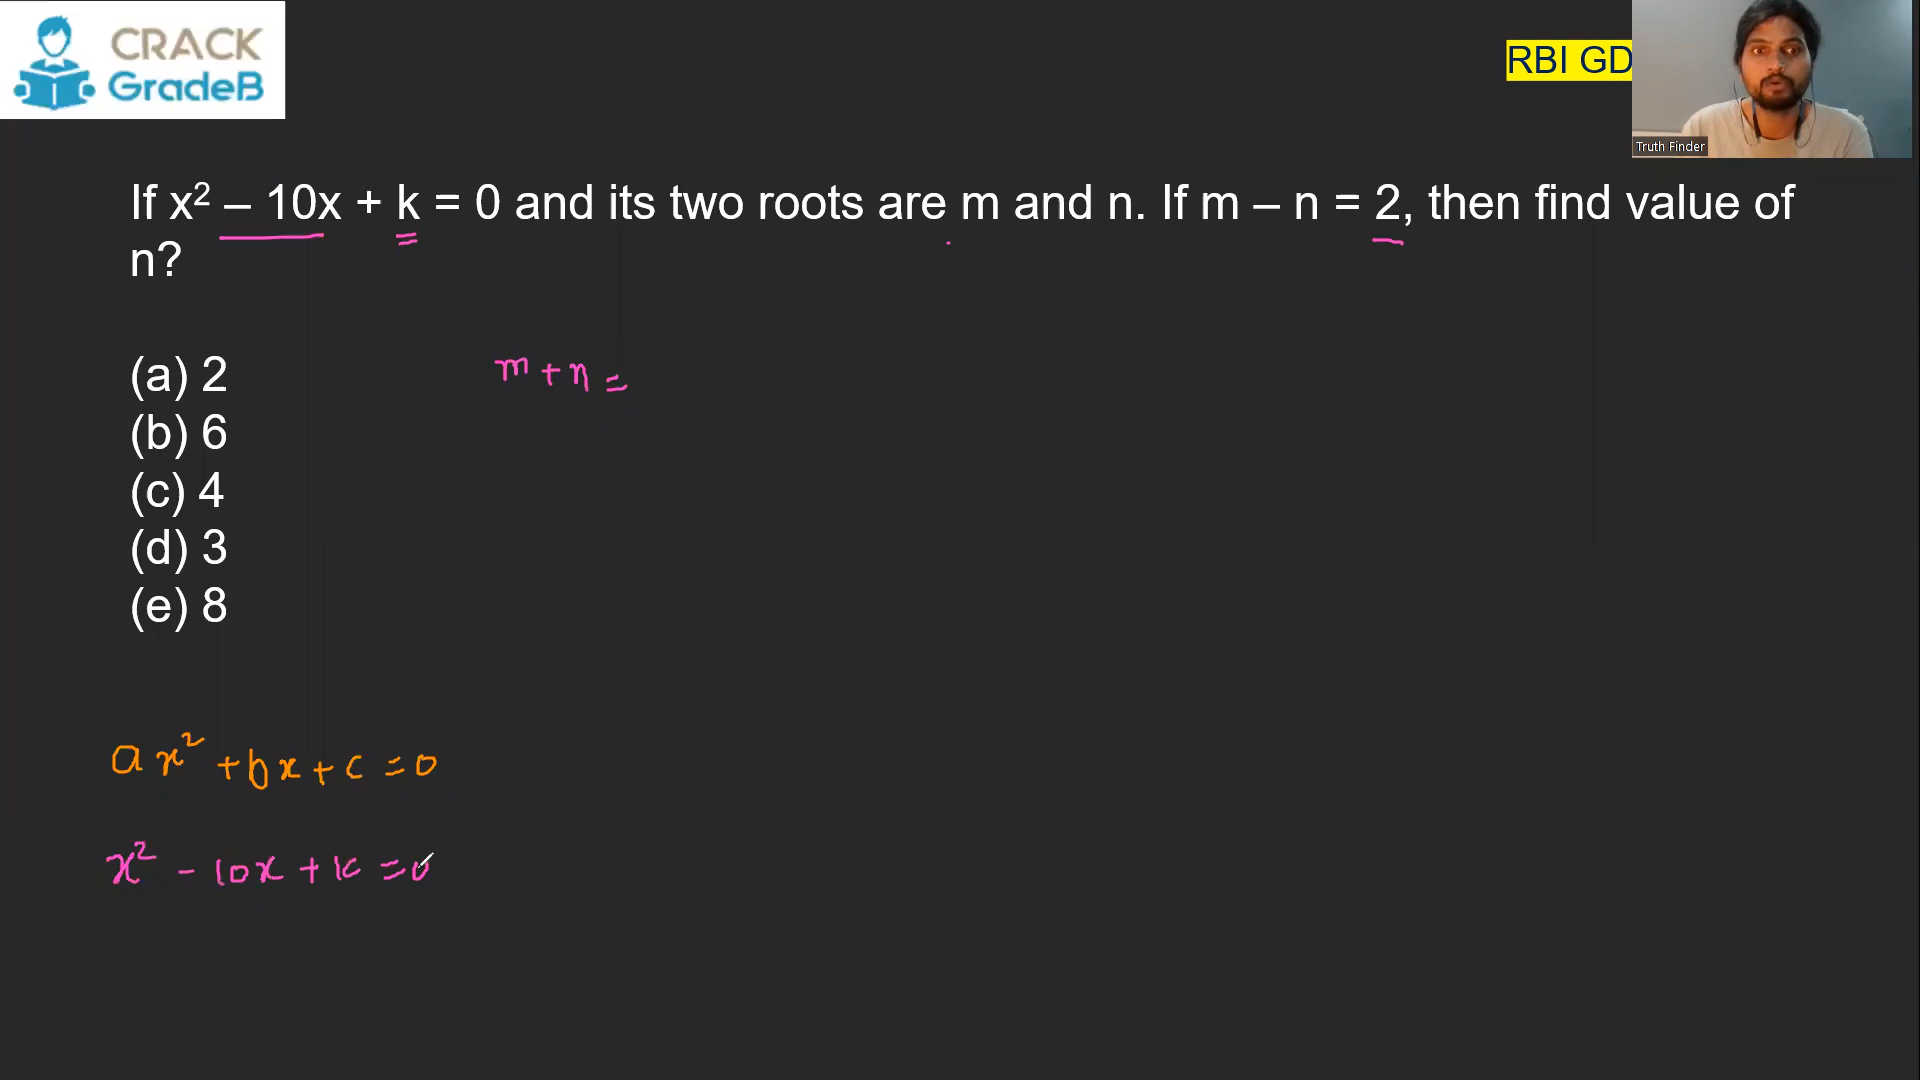 CRACK
GradeB
RBI GD
Truth Finder
If x² – 10x + k = 0 and its two roots are m and n. If m – n = 2, then find value of
n?
(a) 2
(b) 6
(c) 4
(d) 3
(e) 8
m + n =
ax² + bx + c = 0
x² - 10x + k = 0